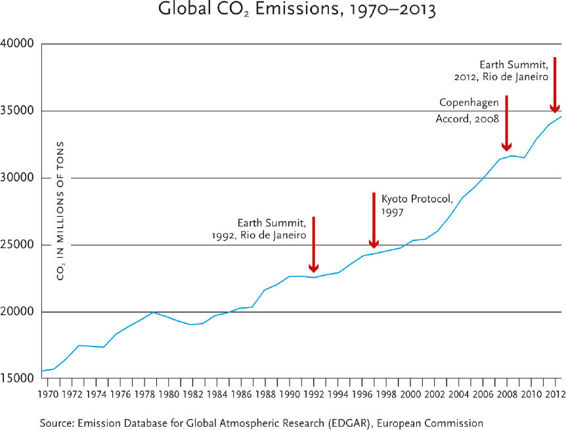 Global CO₂ Emissions, 1970–2013
40000
Earth Summit,
2012, Rio de Janeiro
Copenhagen
Accord, 2008
35000
CO₂ IN MILLIONS OF TONS
30000
Kyoto Protocol,
1997
Earth Summit,
1992, Rio de Janeiro
25000
20000
15000
1970 1972 1974 1976 1978 1980 1982 1984 1986 1988 1990 1992 1994 1996 1998 2000 2002 2004 2006 2008 2010 2012
Source: Emission Database for Global Atmospheric Research (EDGAR), European Commission